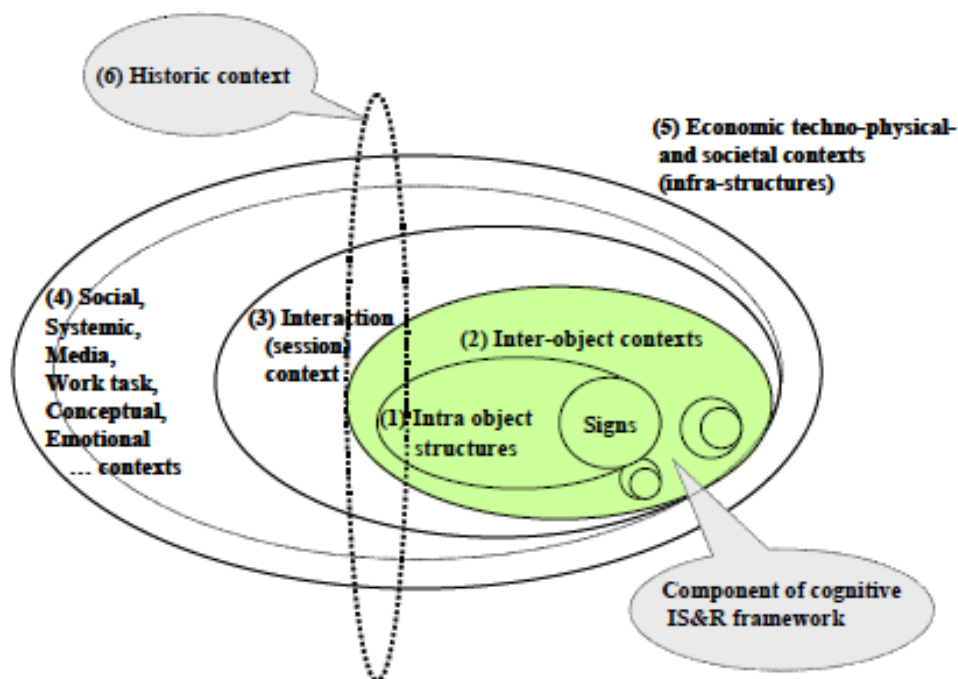 (6) Historic context
(5) Economic techno-physical-
and societal contexts
(infra-structures)
(4) Social,
Systemic,
Media,
Work task,
Conceptual,
Emotional
... contexts
(3) Interaction
(session)
context
(2) Inter-object contexts
(1) Intra object
structures
Signs
Component of cognitive
IS&R framework